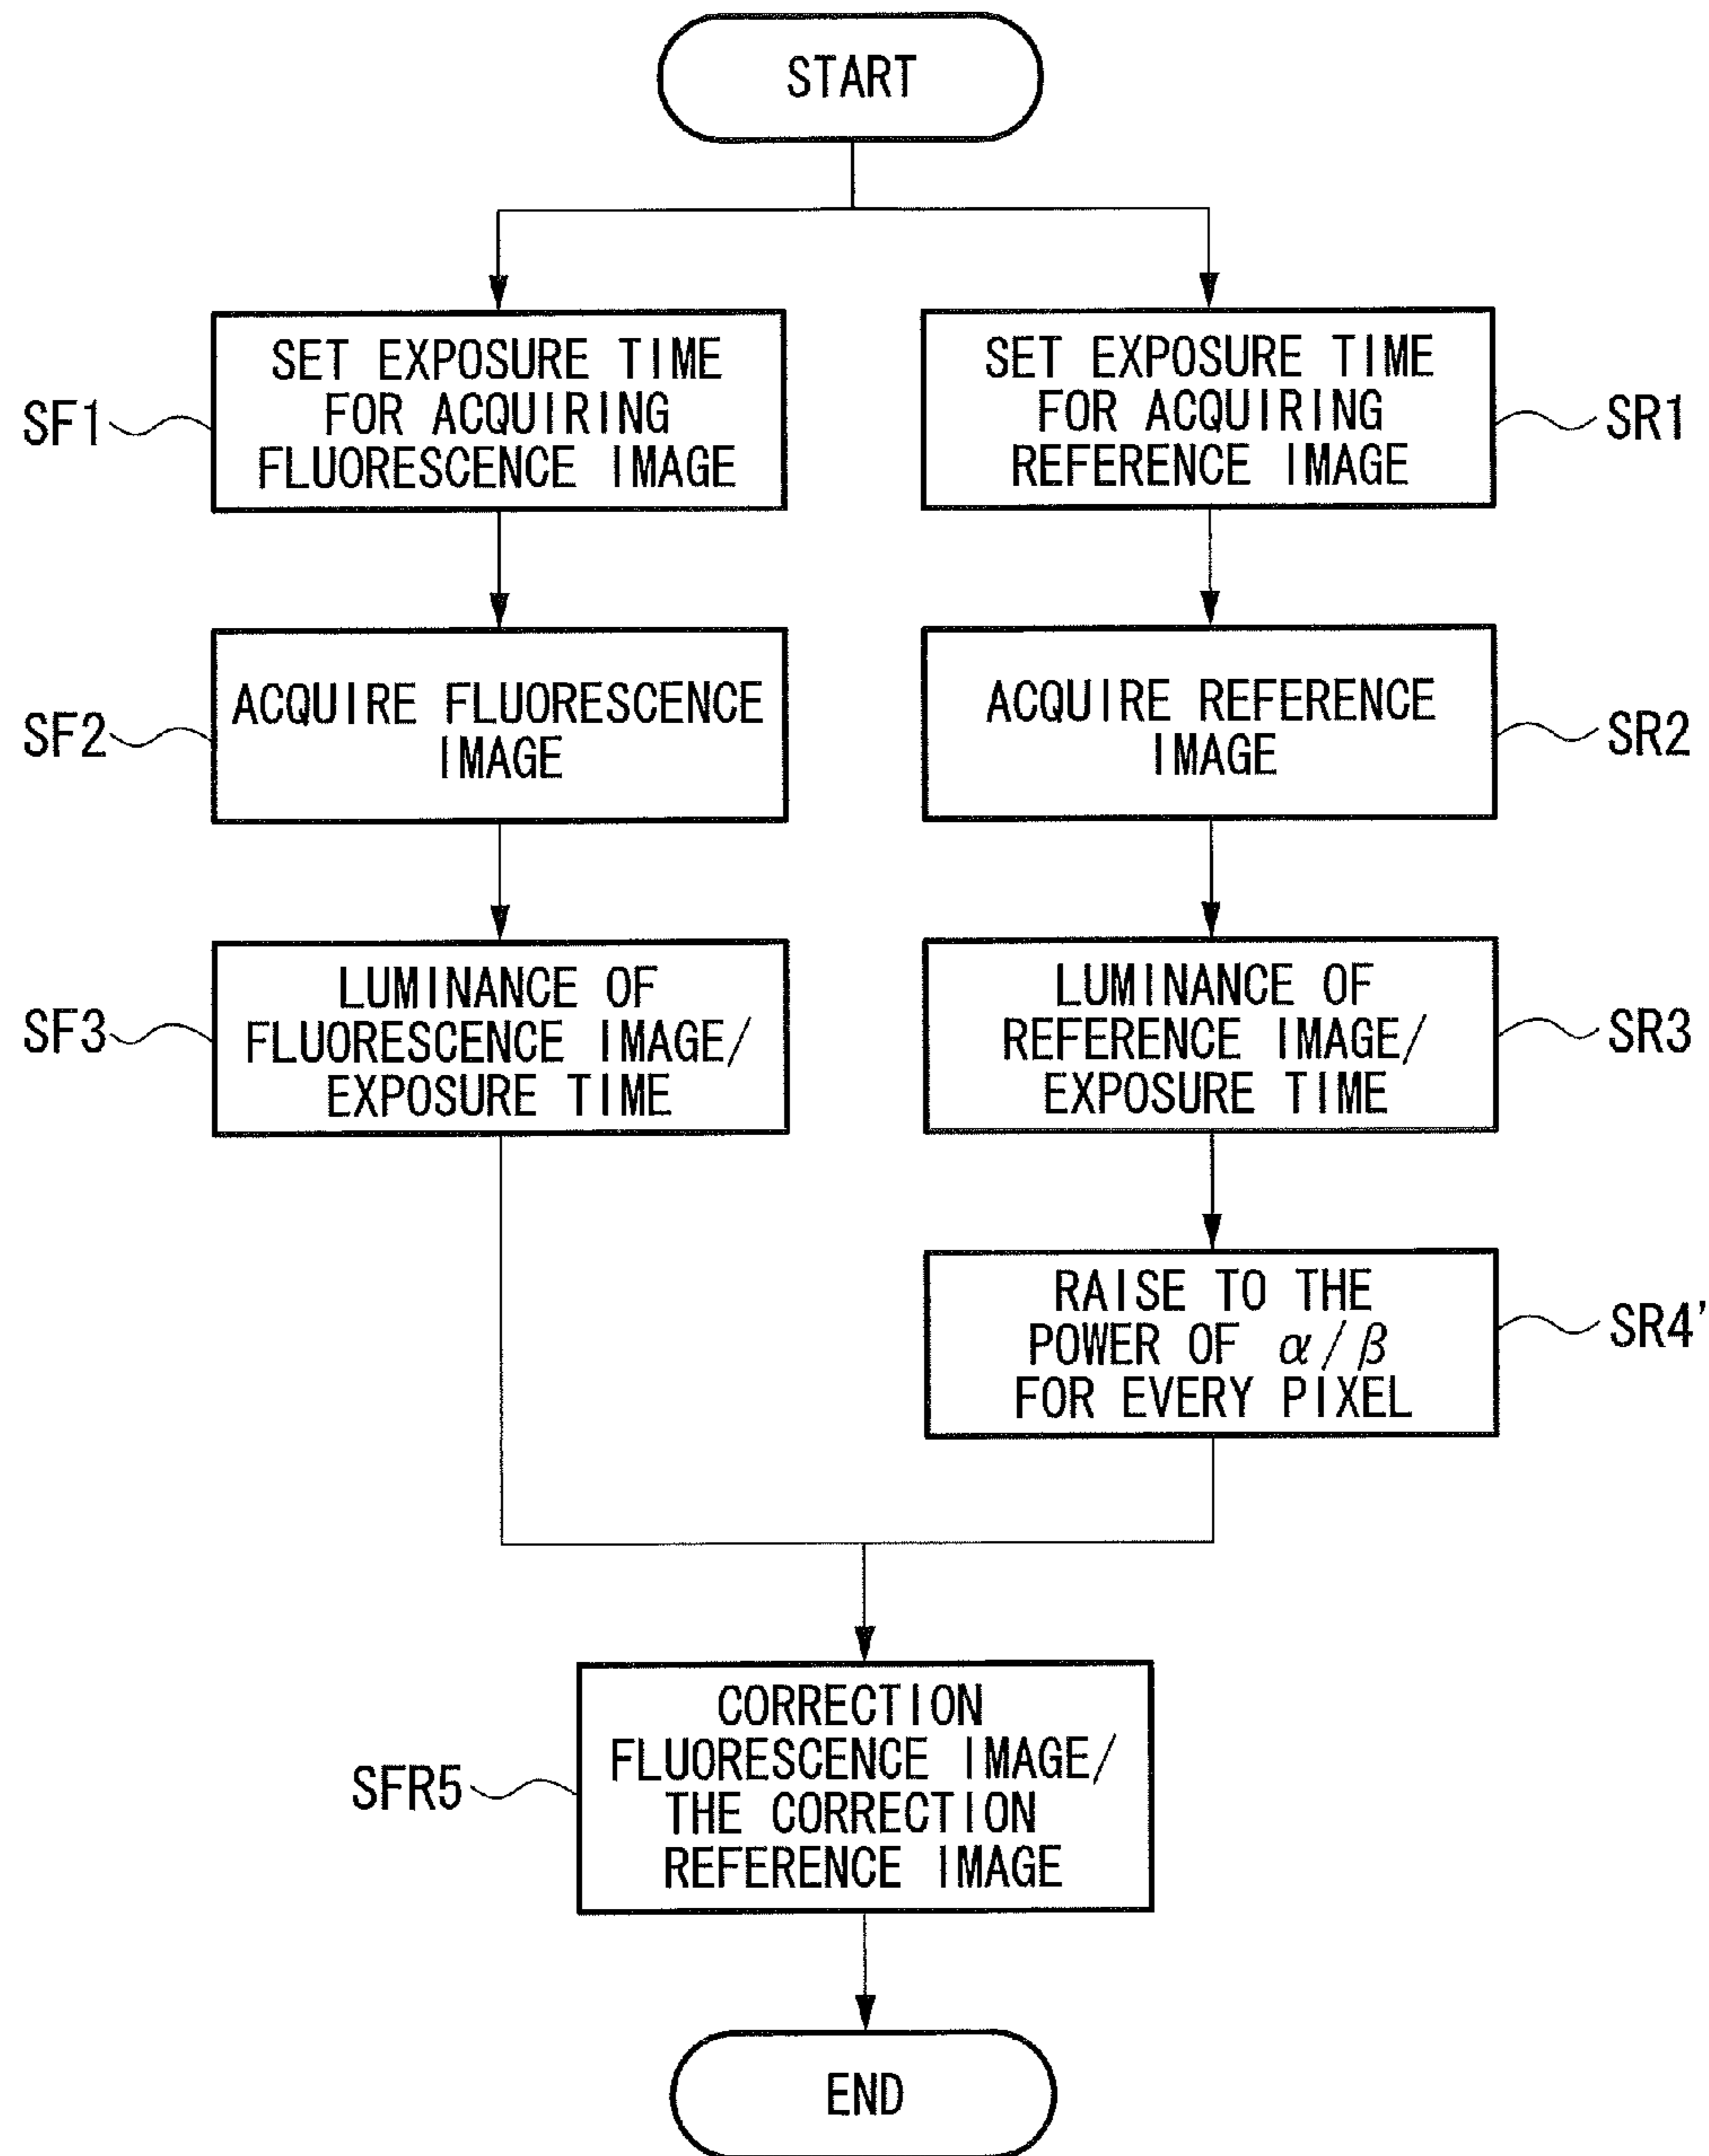 START
SF1
SET EXPOSURE TIME
FOR ACQUIRING
FLUORESCENCE IMAGE
SET EXPOSURE TIME
FOR ACQUIRING
REFERENCE IMAGE
SR1
SF2
ACQUIRE FLUORESCENCE
IMAGE
ACQUIRE REFERENCE
IMAGE
SR2
SF3
LUMINANCE OF
FLUORESCENCE IMAGE/
EXPOSURE TIME
LUMINANCE OF
REFERENCE IMAGE/
EXPOSURE TIME
SR3
RAISE TO THE
POWER OF α/β
FOR EVERY PIXEL
SR4'
SFR5
CORRECTION
FLUORESCENCE IMAGE/
THE CORRECTION
REFERENCE IMAGE
END